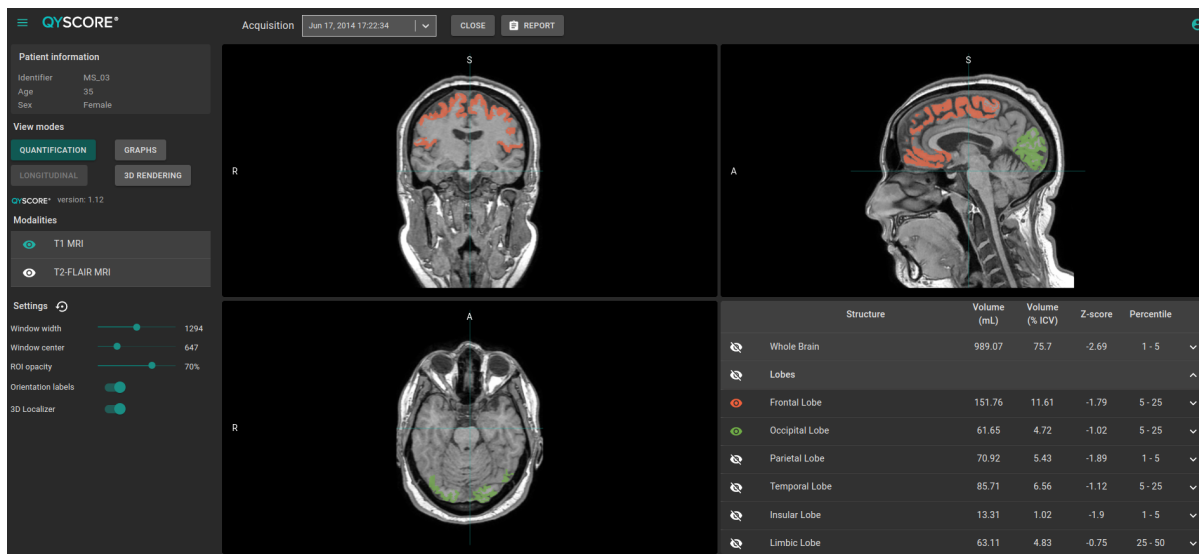 QYSCORE®
Acquisition Jun 17, 2014 17:22:34 CLOSE REPORT
Patient information
Identifier MS_03
Age 35
Sex Female
View modes
QUANTIFICATION GRAPHS
LONGITUDINAL 3D RENDERING
QYSCORE® version: 1.12
Modalities
T1 MRI
T2-FLAIR MRI
Settings
Window width 1294
Window center 647
ROI opacity 70%
Orientation labels
3D Localizer
S
R
S
A
A
R
Structure Volume (mL) Volume (% ICV) Z-score Percentile
Whole Brain 989.07 75.7 -2.69 1 - 5
Lobes
Frontal Lobe 151.76 11.61 -1.79 5 - 25
Occipital Lobe 61.65 4.72 -1.02 5 - 25
Parietal Lobe 70.92 5.43 -1.89 1 - 5
Temporal Lobe 85.71 6.56 -1.12 5 - 25
Insular Lobe 13.31 1.02 -1.9 1 - 5
Limbic Lobe 63.11 4.83 -0.75 25 - 50